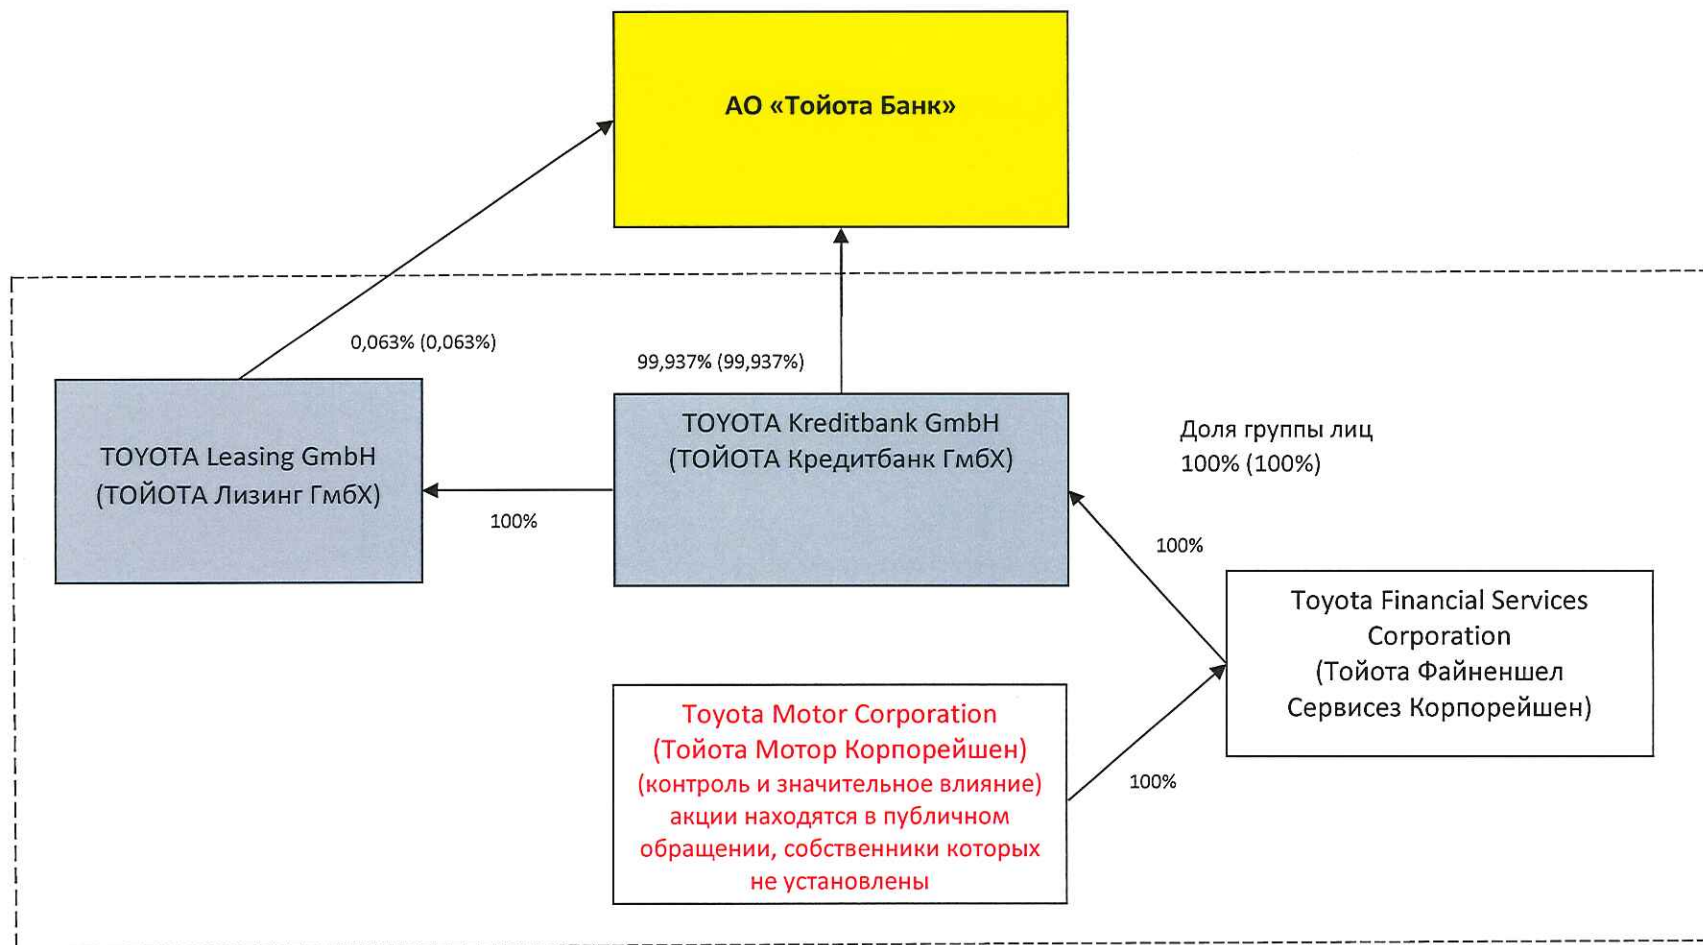 АО «Тойота Банк»
0,063% (0,063%)
99,937% (99,937%)
TOYOTA Leasing GmbH
(ТОЙОТА Лизинг ГмбХ)
TOYOTA Kreditbank GmbH
(ТОЙОТА Кредитбанк ГмбХ)
Доля группы лиц
100% (100%)
100%
100%
Toyota Financial Services
Corporation
(Тойота Файненшел
Сервисез Корпорейшен)
Toyota Motor Corporation
(Тойота Мотор Корпорейшен)
(контроль и значительное влияние)
акции находятся в публичном
обращении, собственники которых
не установлены
100%